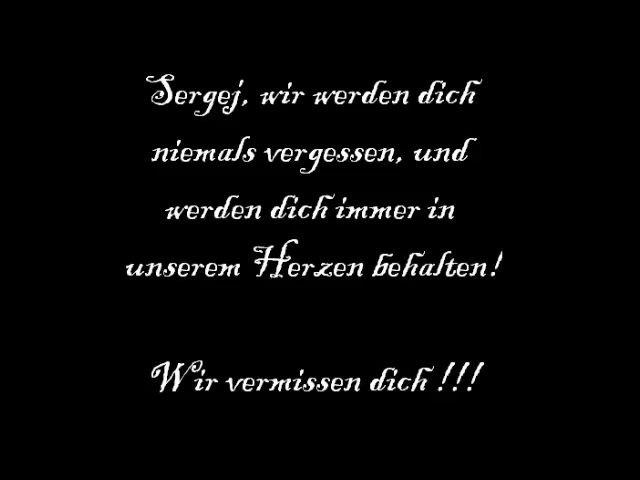 Sergej, wir werden dich
niemals vergessen, und
werden dich immer in
unserem Herzen behalten!
Wir vermissen dich !!!